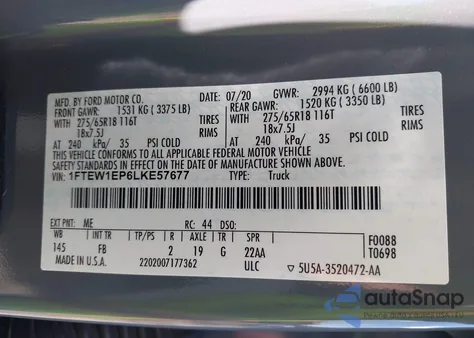 MFD. BY FORD MOTOR CO.
07/20 GVWR: 2994 KG (6600 LB)
FRONT GAWR: 1531 KG (3375 LB) REAR GAWR: 1520 KG (3350 LB)
WITH 275/65R18 116T TIRES WITH 275/65R18 116T TIRES
18x7.5J RIMS 18x7.5J RIMS
AT 240 kPa/ 35 PSI COLD AT 240 kPa/ 35 PSI COLD
THIS VEHICLE CONFORMS TO ALL APPLICABLE FEDERAL MOTOR VEHICLE
SAFETY AND THEFT PREVENTION STANDARDS IN EFFECT ON THE DATE OF MANUFACTURE SHOWN ABOVE.
VIN: 1FTEW1EP6LKE57677 TYPE: Truck
EXT PNT: ME RC: 44 DSO: F0088
WB INT TR TP/PS R AXLE TR SPR T0698
145 FB 2 19 G 22AA
MADE IN U.S.A. 2202007177362 ULC 5U5A-3520472-AA
autoSnap